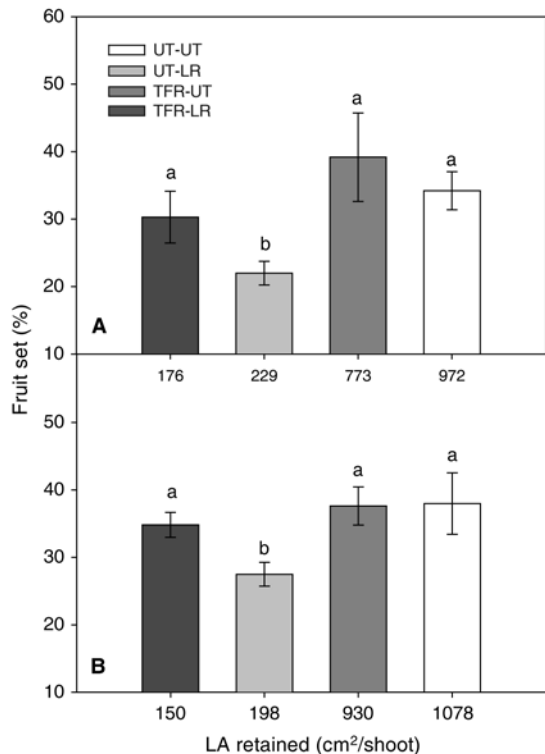 Fruit set (%)
60
50
40
30
20
10
UT-UT
UT-LR
TFR-UT
TFR-LR
a
b
a
a
A
176 229 773 972
50
40
30
20
10
a
b
a
a
B
150 198 930 1078
LA retained (cm²/shoot)